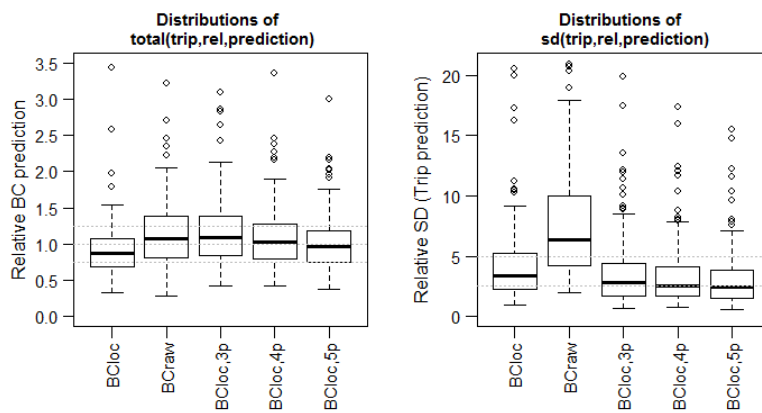 Distributions of
total(trip,rel,prediction)
Relative BC prediction
3.5
3.0
2.5
2.0
1.5
1.0
0.5
0.0
BCloc
BCraw
BCloc,3p
BCloc,4p
BCloc,5p
Distributions of
sd(trip,rel,prediction)
Relative SD (Trip prediction)
20
15
10
5
0
BCloc
BCraw
BCloc,3p
BCloc,4p
BCloc,5p